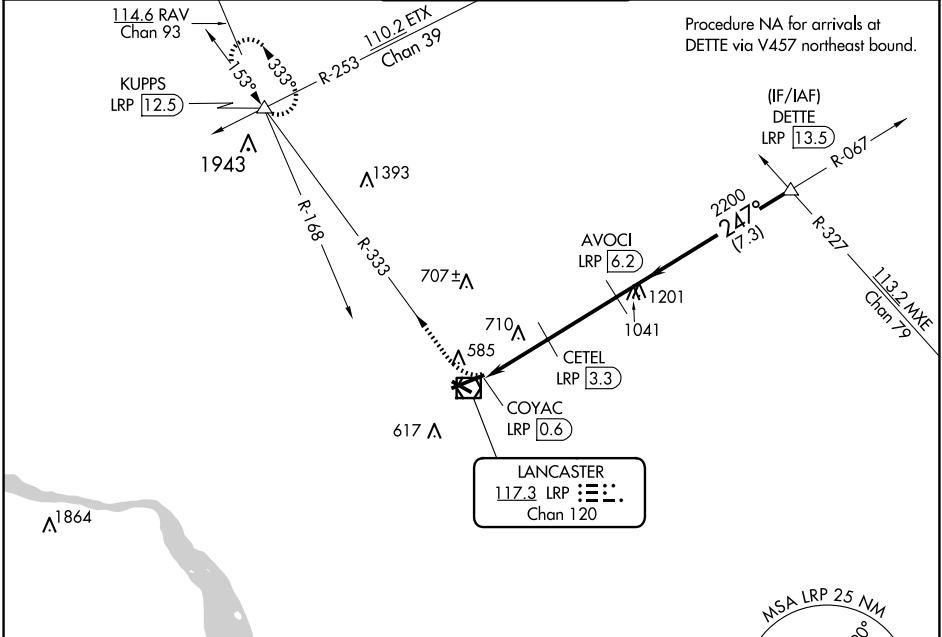 114.6 RAV
Chan 93
110.2 ETX
Chan 39
R-253
Procedure NA for arrivals at
DETTE via V457 northeast bound.
KUPPS
LRP 12.5
153°
333°
(IF/IAF)
DETTE
LRP 13.5
R-067
1943
1393
R-168
R-333
2200
247°
(7.3)
R-327
113.2 MXE
Chan 79
AVOCI
LRP 6.2
707±
1201
1041
710
585
CETEL
LRP 3.3
COYAC
LRP 0.6
617
LANCASTER
117.3 LRP
Chan 120
1864
MSA LRP 25 NM